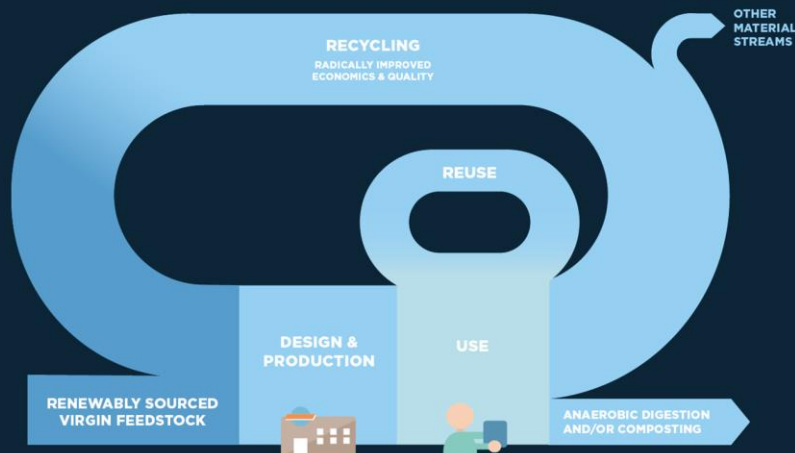 OTHER
MATERIAL
STREAMS
RECYCLING
RADICALLY IMPROVED
ECONOMICS & QUALITY
REUSE
DESIGN &
PRODUCTION
USE
RENEWABLY SOURCED
VIRGIN FEEDSTOCK
ANAEROBIC DIGESTION
AND/OR COMPOSTING